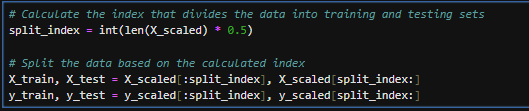 # Calculate the index that divides the data into training and testing sets
split_index = int(len(X_scaled) * 0.5)
# Split the data based on the calculated index
X_train, X_test = X_scaled[:split_index], X_scaled[split_index:]
y_train, y_test = y_scaled[:split_index], y_scaled[split_index:]